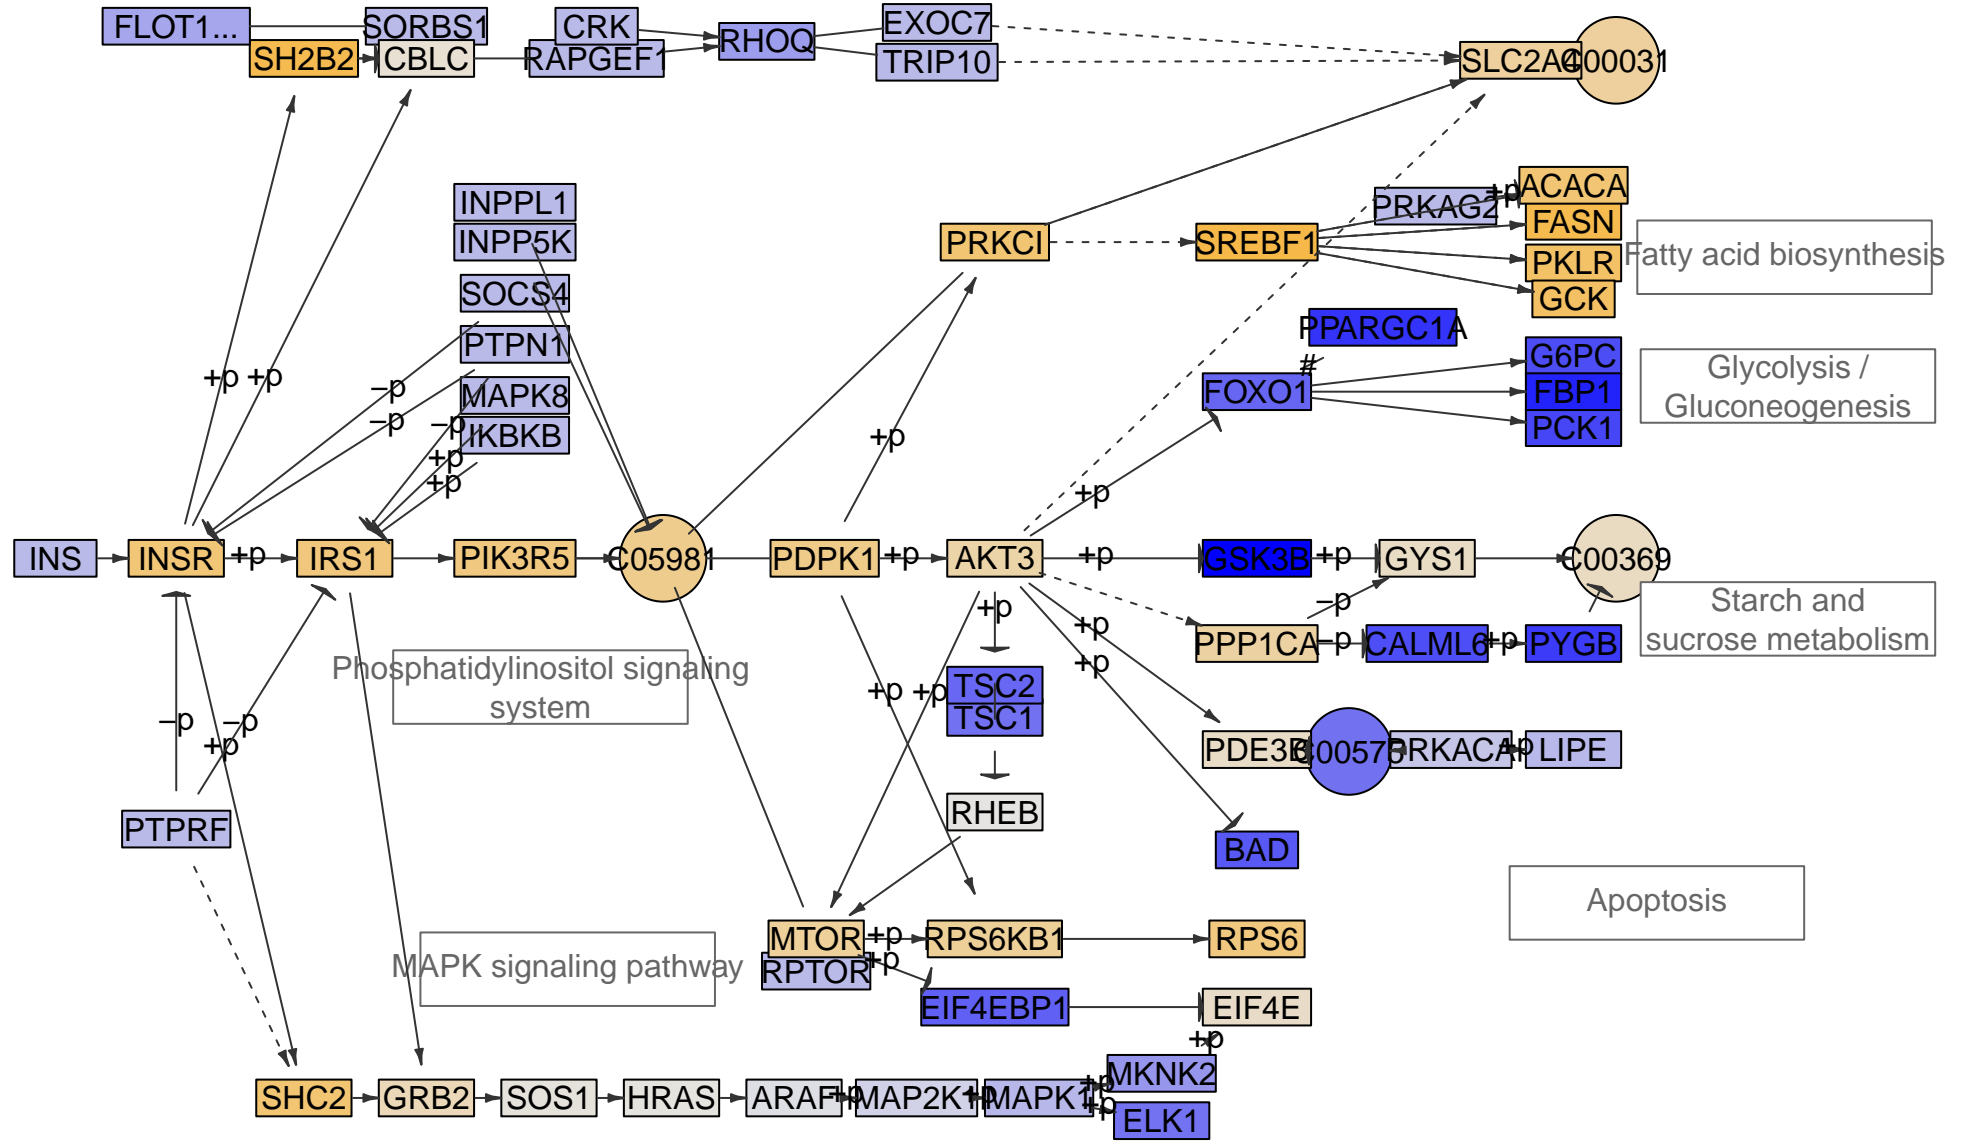 FLOT1...
SORBS1
CRK
EXOC7
SH2B2
CBLC
RAPGEF1
RHOQ
TRIP10
SLC2A4
C00031
INPPL1
INPP5K
SOCS4
PTPN1
MAPK8
IKBKB
PRKCI
SREBF1
PRKAG2
+p
ACACA
FASN
PKLR
GCK
Fatty acid biosynthesis
PPARGC1A
#
FOXO1
G6PC
FBP1
PCK1
Glycolysis /
Gluconeogenesis
+p
+p
−p
−p
−p
+p
+p
+p
+p
INS
INSR
+p
IRS1
PIK3R5
C05981
PDPK1
+p
AKT3
+p
GSK3B
+p
GYS1
C00369
+p
+p
−p
Starch and
sucrose metabolism
PPP1CA
−p
CALML6
+p
PYGB
+p
Phosphatidylinositol signaling
system
+p
+p
TSC2
TSC1
−p
−p
+p
PDE3B
C00575
PRKACA
+p
LIPE
RHEB
PTPRF
BAD
Apoptosis
MTOR
+p
RPS6KB1
RPS6
RPTOR
+p
MAPK signaling pathway
EIF4EBP1
EIF4E
+p
MKNK2
SHC2
GRB2
SOS1
HRAS
ARAF
+p
MAP2K1
+p
MAPK1
+p
+p
ELK1